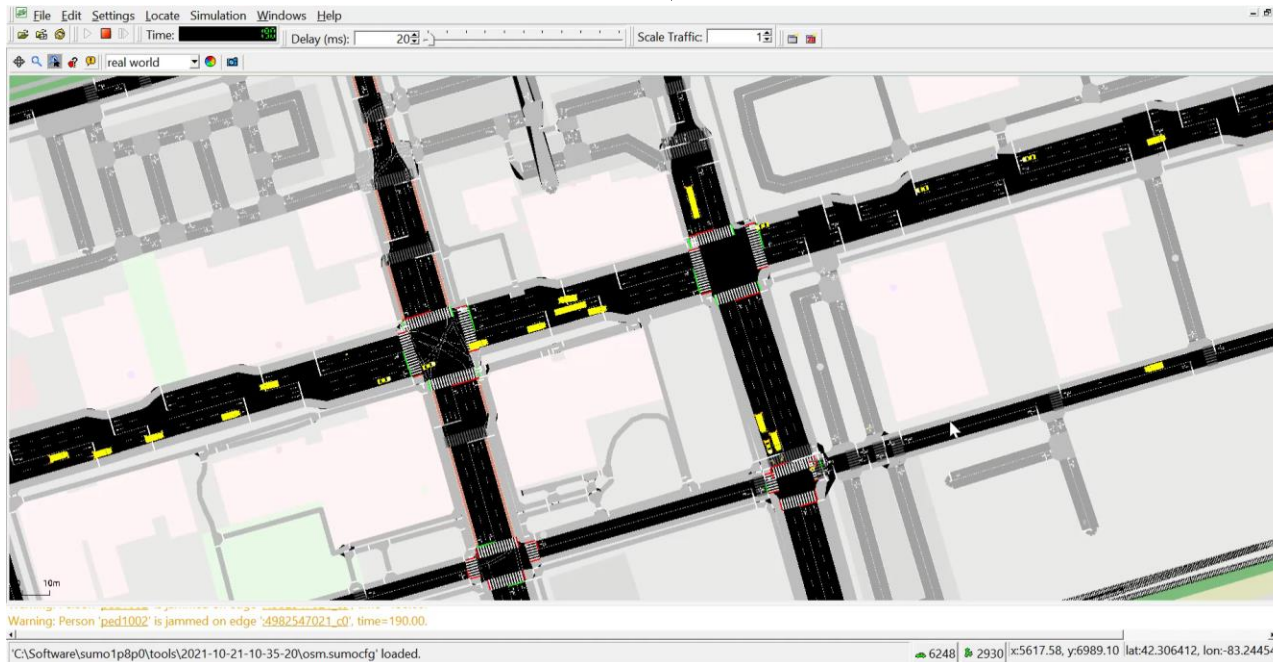 File Edit Settings Locate Simulation Windows Help
Time: 190 Delay (ms): 20 Scale Traffic: 1
real world
10m
Warning: Person 'ped1002' is jammed on edge ':4982547021_c0', time=190.00.
'C:\Software\sumo1p8p0\tools\2021-10-21-10-35-20\osm.sumocfg' loaded. 6248 2930 x:5617.58, y:6989.10 lat:42.306412, lon:-83.24454